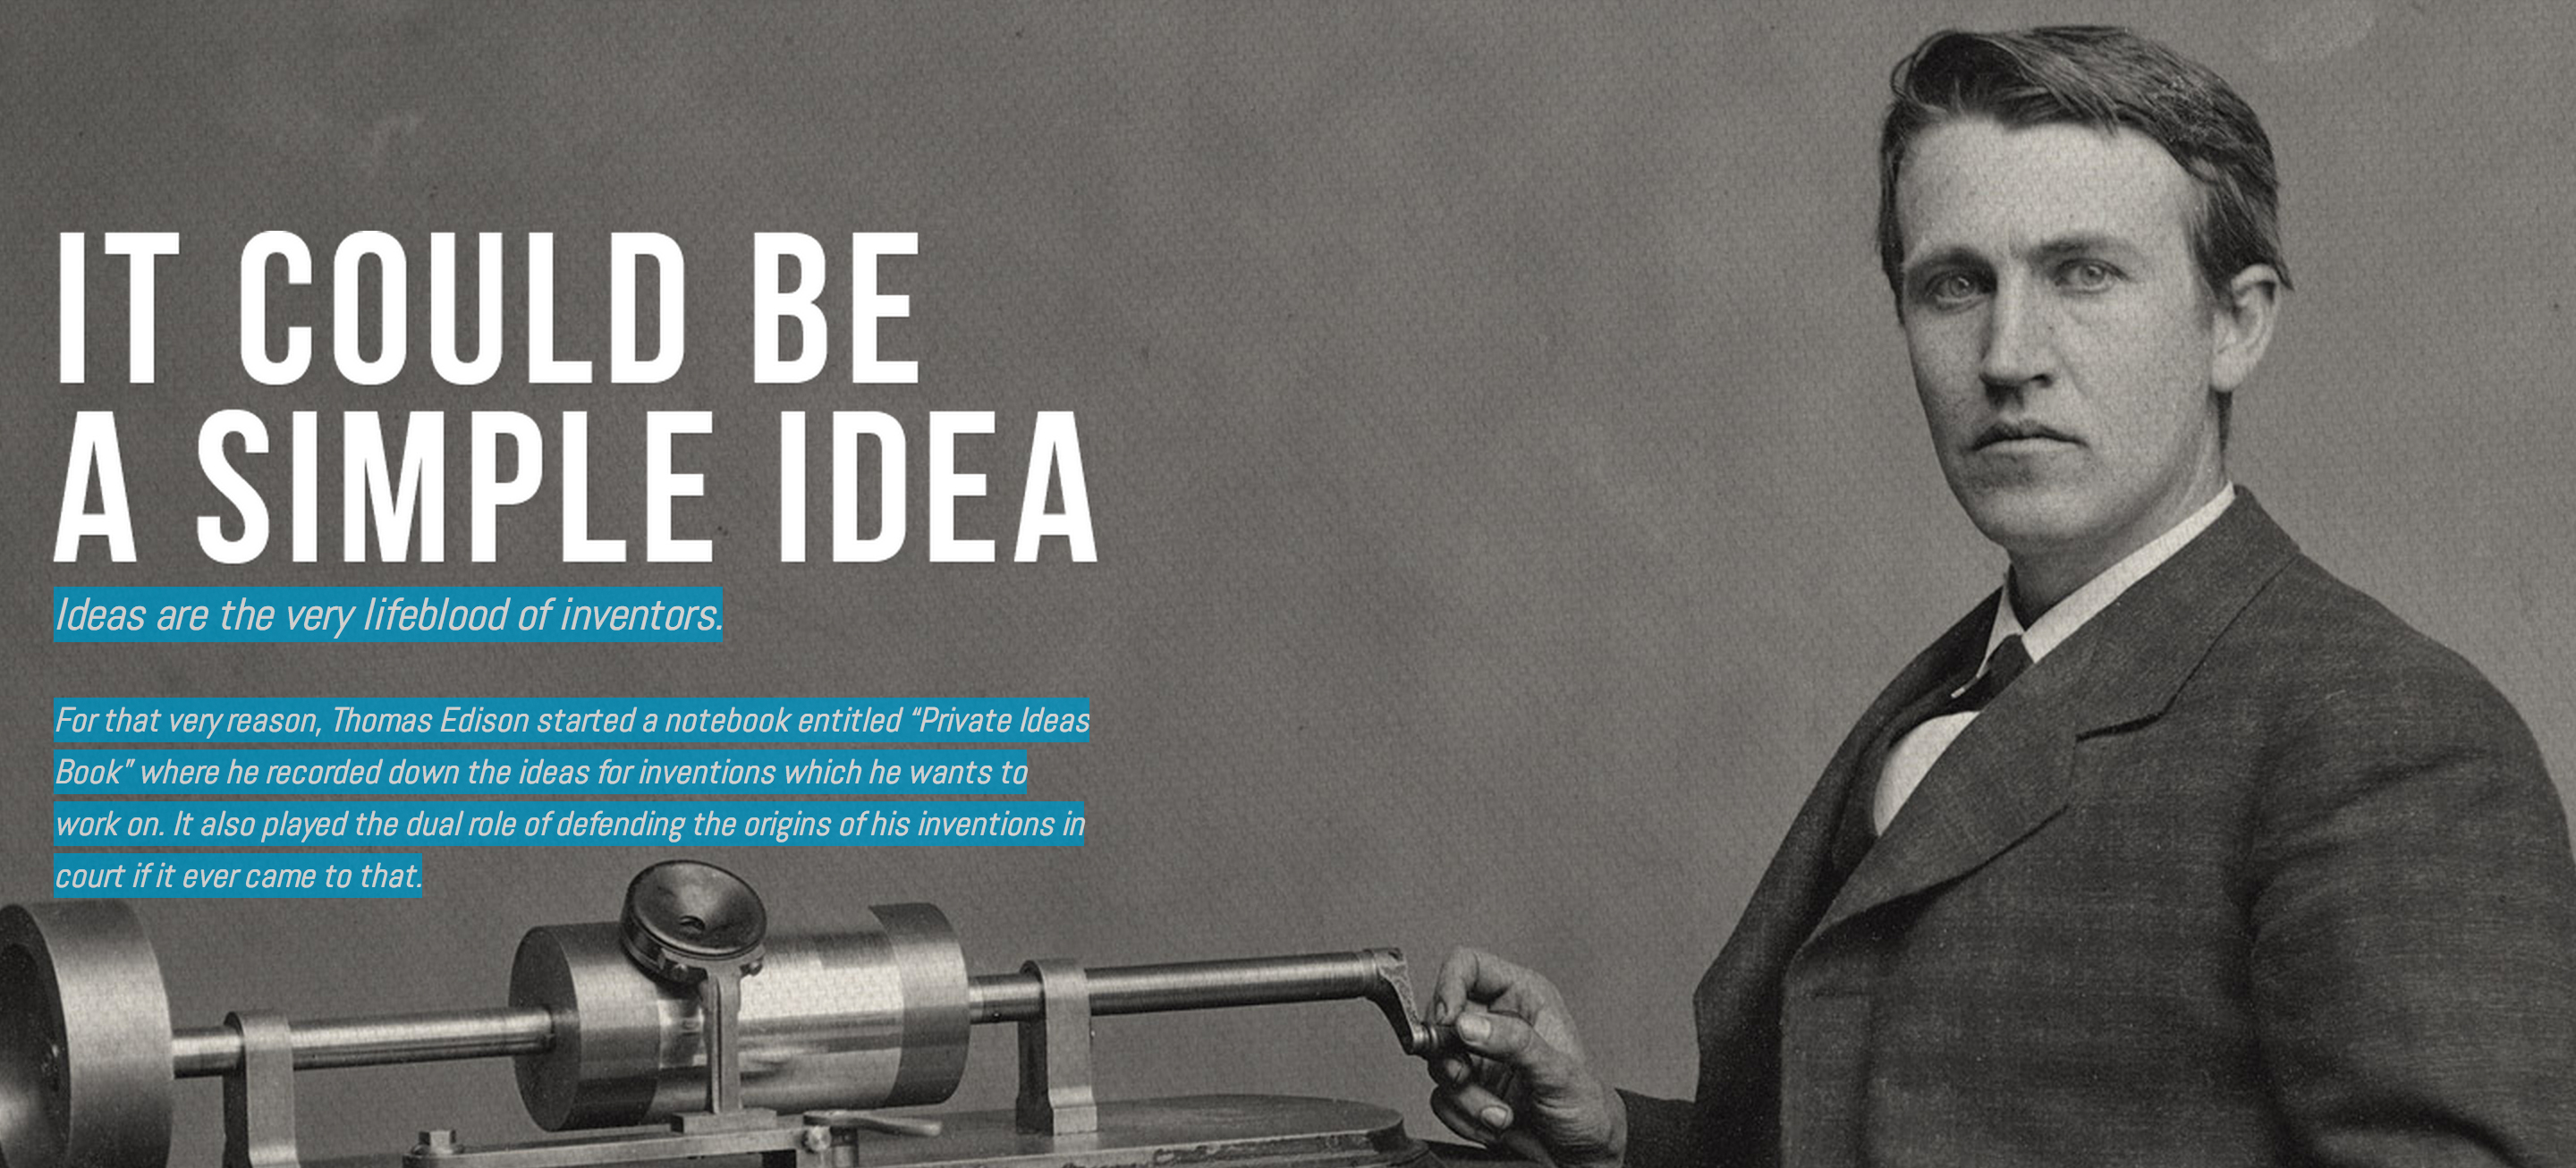 IT COULD BE
A SIMPLE IDEA
Ideas are the very lifeblood of inventors.
For that very reason, Thomas Edison started a notebook entitled “Private Ideas
Book” where he recorded down the ideas for inventions which he wants to
work on. It also played the dual role of defending the origins of his inventions in
court if it ever came to that.